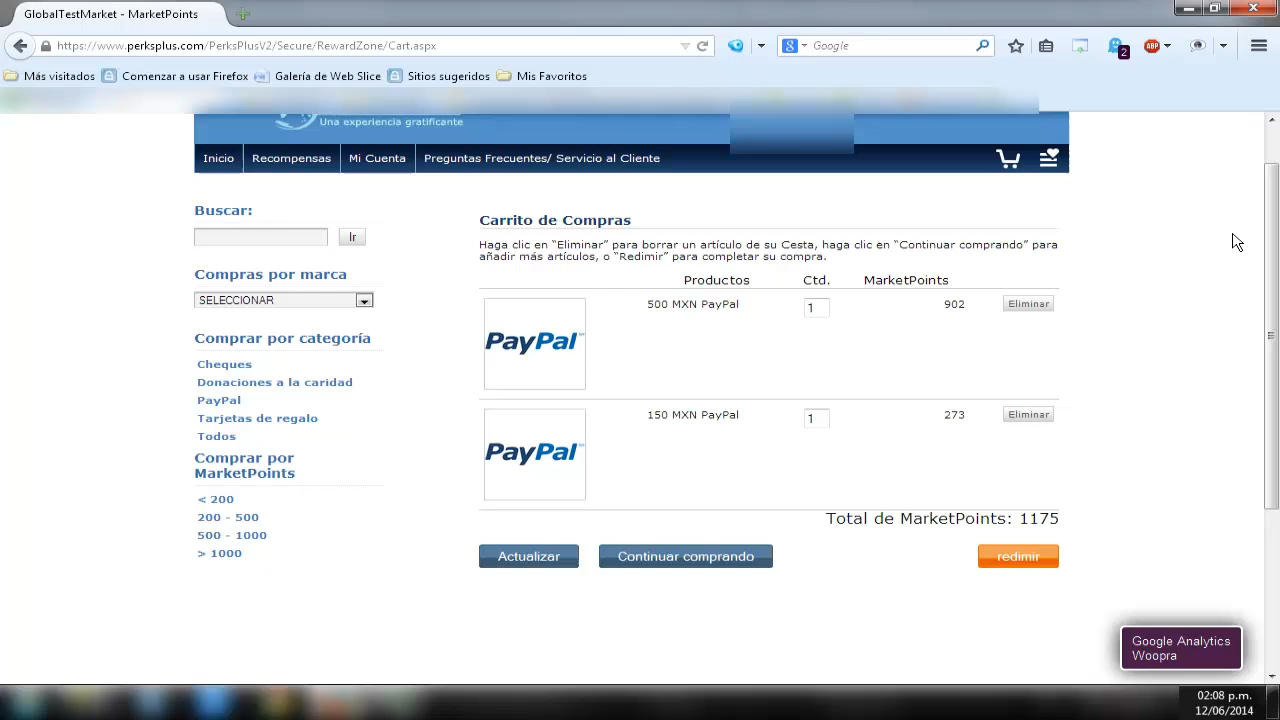 GlobalTestMarket - MarketPoints
https://www.perksplus.com/PerksPlusV2/Secure/RewardZone/Cart.aspx
Google
2
ABP
Más visitados
Comenzar a usar Firefox
Galería de Web Slice
Sitios sugeridos
Mis Favoritos
Una experiencia gratificante
Inicio
Recompensas
Mi Cuenta
Preguntas Frecuentes/ Servicio al Cliente
Buscar:
Ir
Compras por marca
SELECCIONAR
Comprar por categoría
Cheques
Donaciones a la caridad
PayPal
Tarjetas de regalo
Todos
Comprar por
MarketPoints
< 200
200 - 500
500 - 1000
> 1000
Carrito de Compras
Haga clic en “Eliminar” para borrar un artículo de su Cesta, haga clic en “Continuar comprando” para
añadir más artículos, o “Redimir” para completar su compra.
Productos Ctd. MarketPoints
PayPal
500 MXN PayPal 1 902 Eliminar
PayPal
150 MXN PayPal 1 273 Eliminar
Total de MarketPoints: 1175
Actualizar
Continuar comprando
redimir
Google Analytics
Woopra
02:08 p.m.
12/06/2014